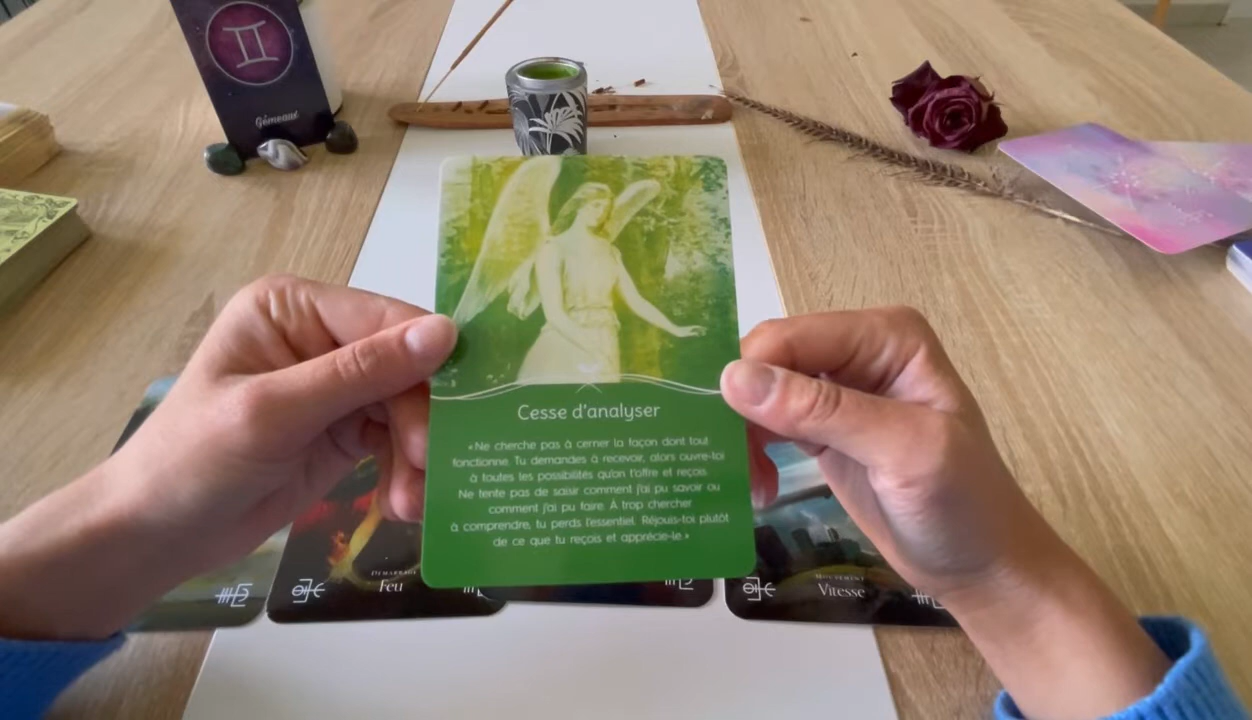 Gémeaux
Cesse d'analyser
«Ne cherche pas à cerner la façon dont tout
fonctionne. Tu demandes à recevoir, alors ouvre-toi
à toutes les possibilités qu'on t'offre et reçois.
Ne tente pas de saisir comment j'ai pu savoir ou
comment j'ai pu faire. À trop chercher
à comprendre, tu perds l'essentiel. Réjouis-toi plutôt
de ce que tu reçois et apprécie-le.»
DÉMARRAGE
Feu
MOUVEMENT
Vitesse